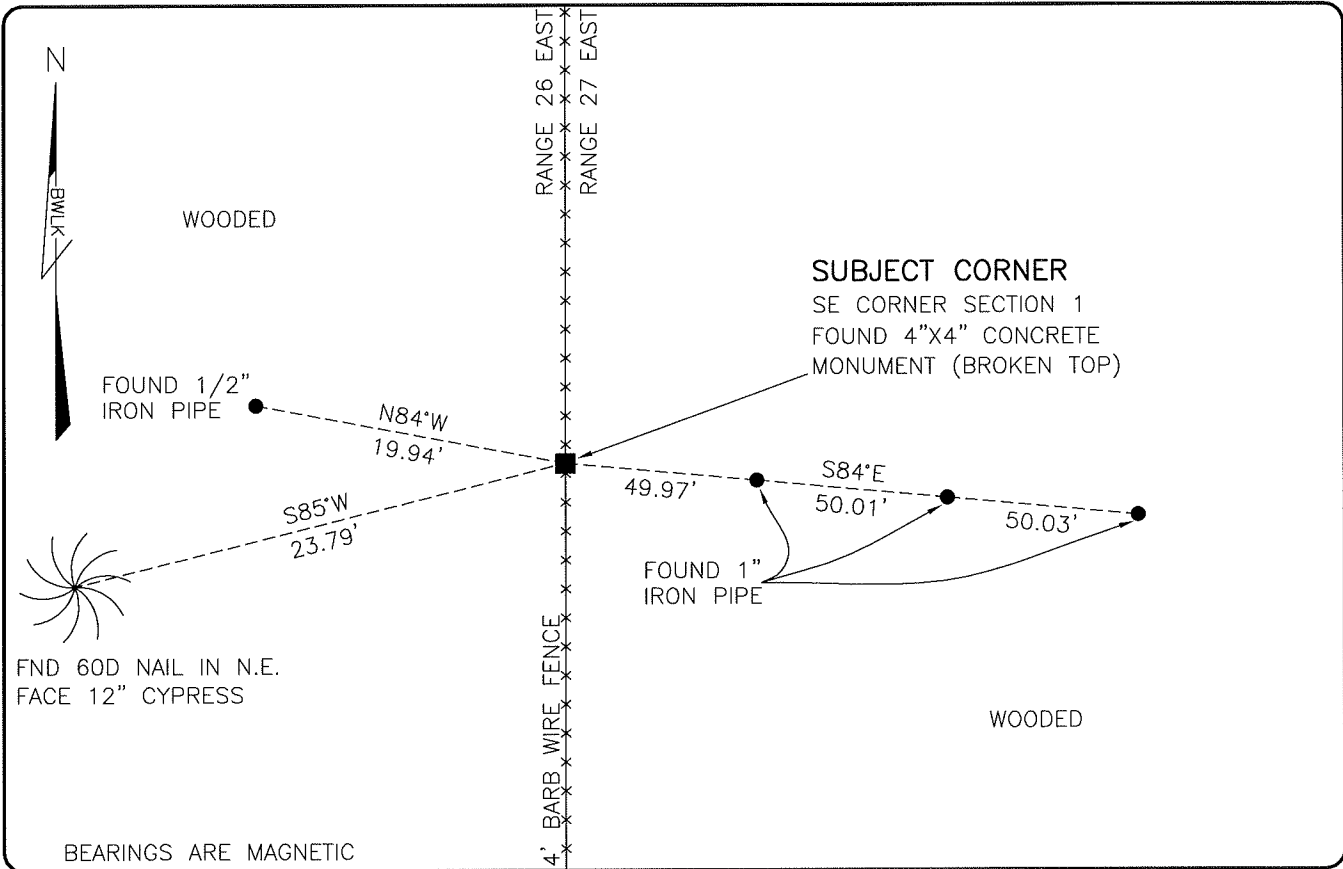 N
BWLK
RANGE 26 EAST
RANGE 27 EAST
WOODED
SUBJECT CORNER
SE CORNER SECTION 1
FOUND 4"X4" CONCRETE
MONUMENT (BROKEN TOP)
FOUND 1/2"
IRON PIPE
N84°W
19.94'
S85°W
23.79'
49.97'
S84°E
50.01'
50.03'
FOUND 1"
IRON PIPE
FND 60D NAIL IN N.E.
FACE 12" CYPRESS
4' BARB WIRE FENCE
WOODED
BEARINGS ARE MAGNETIC